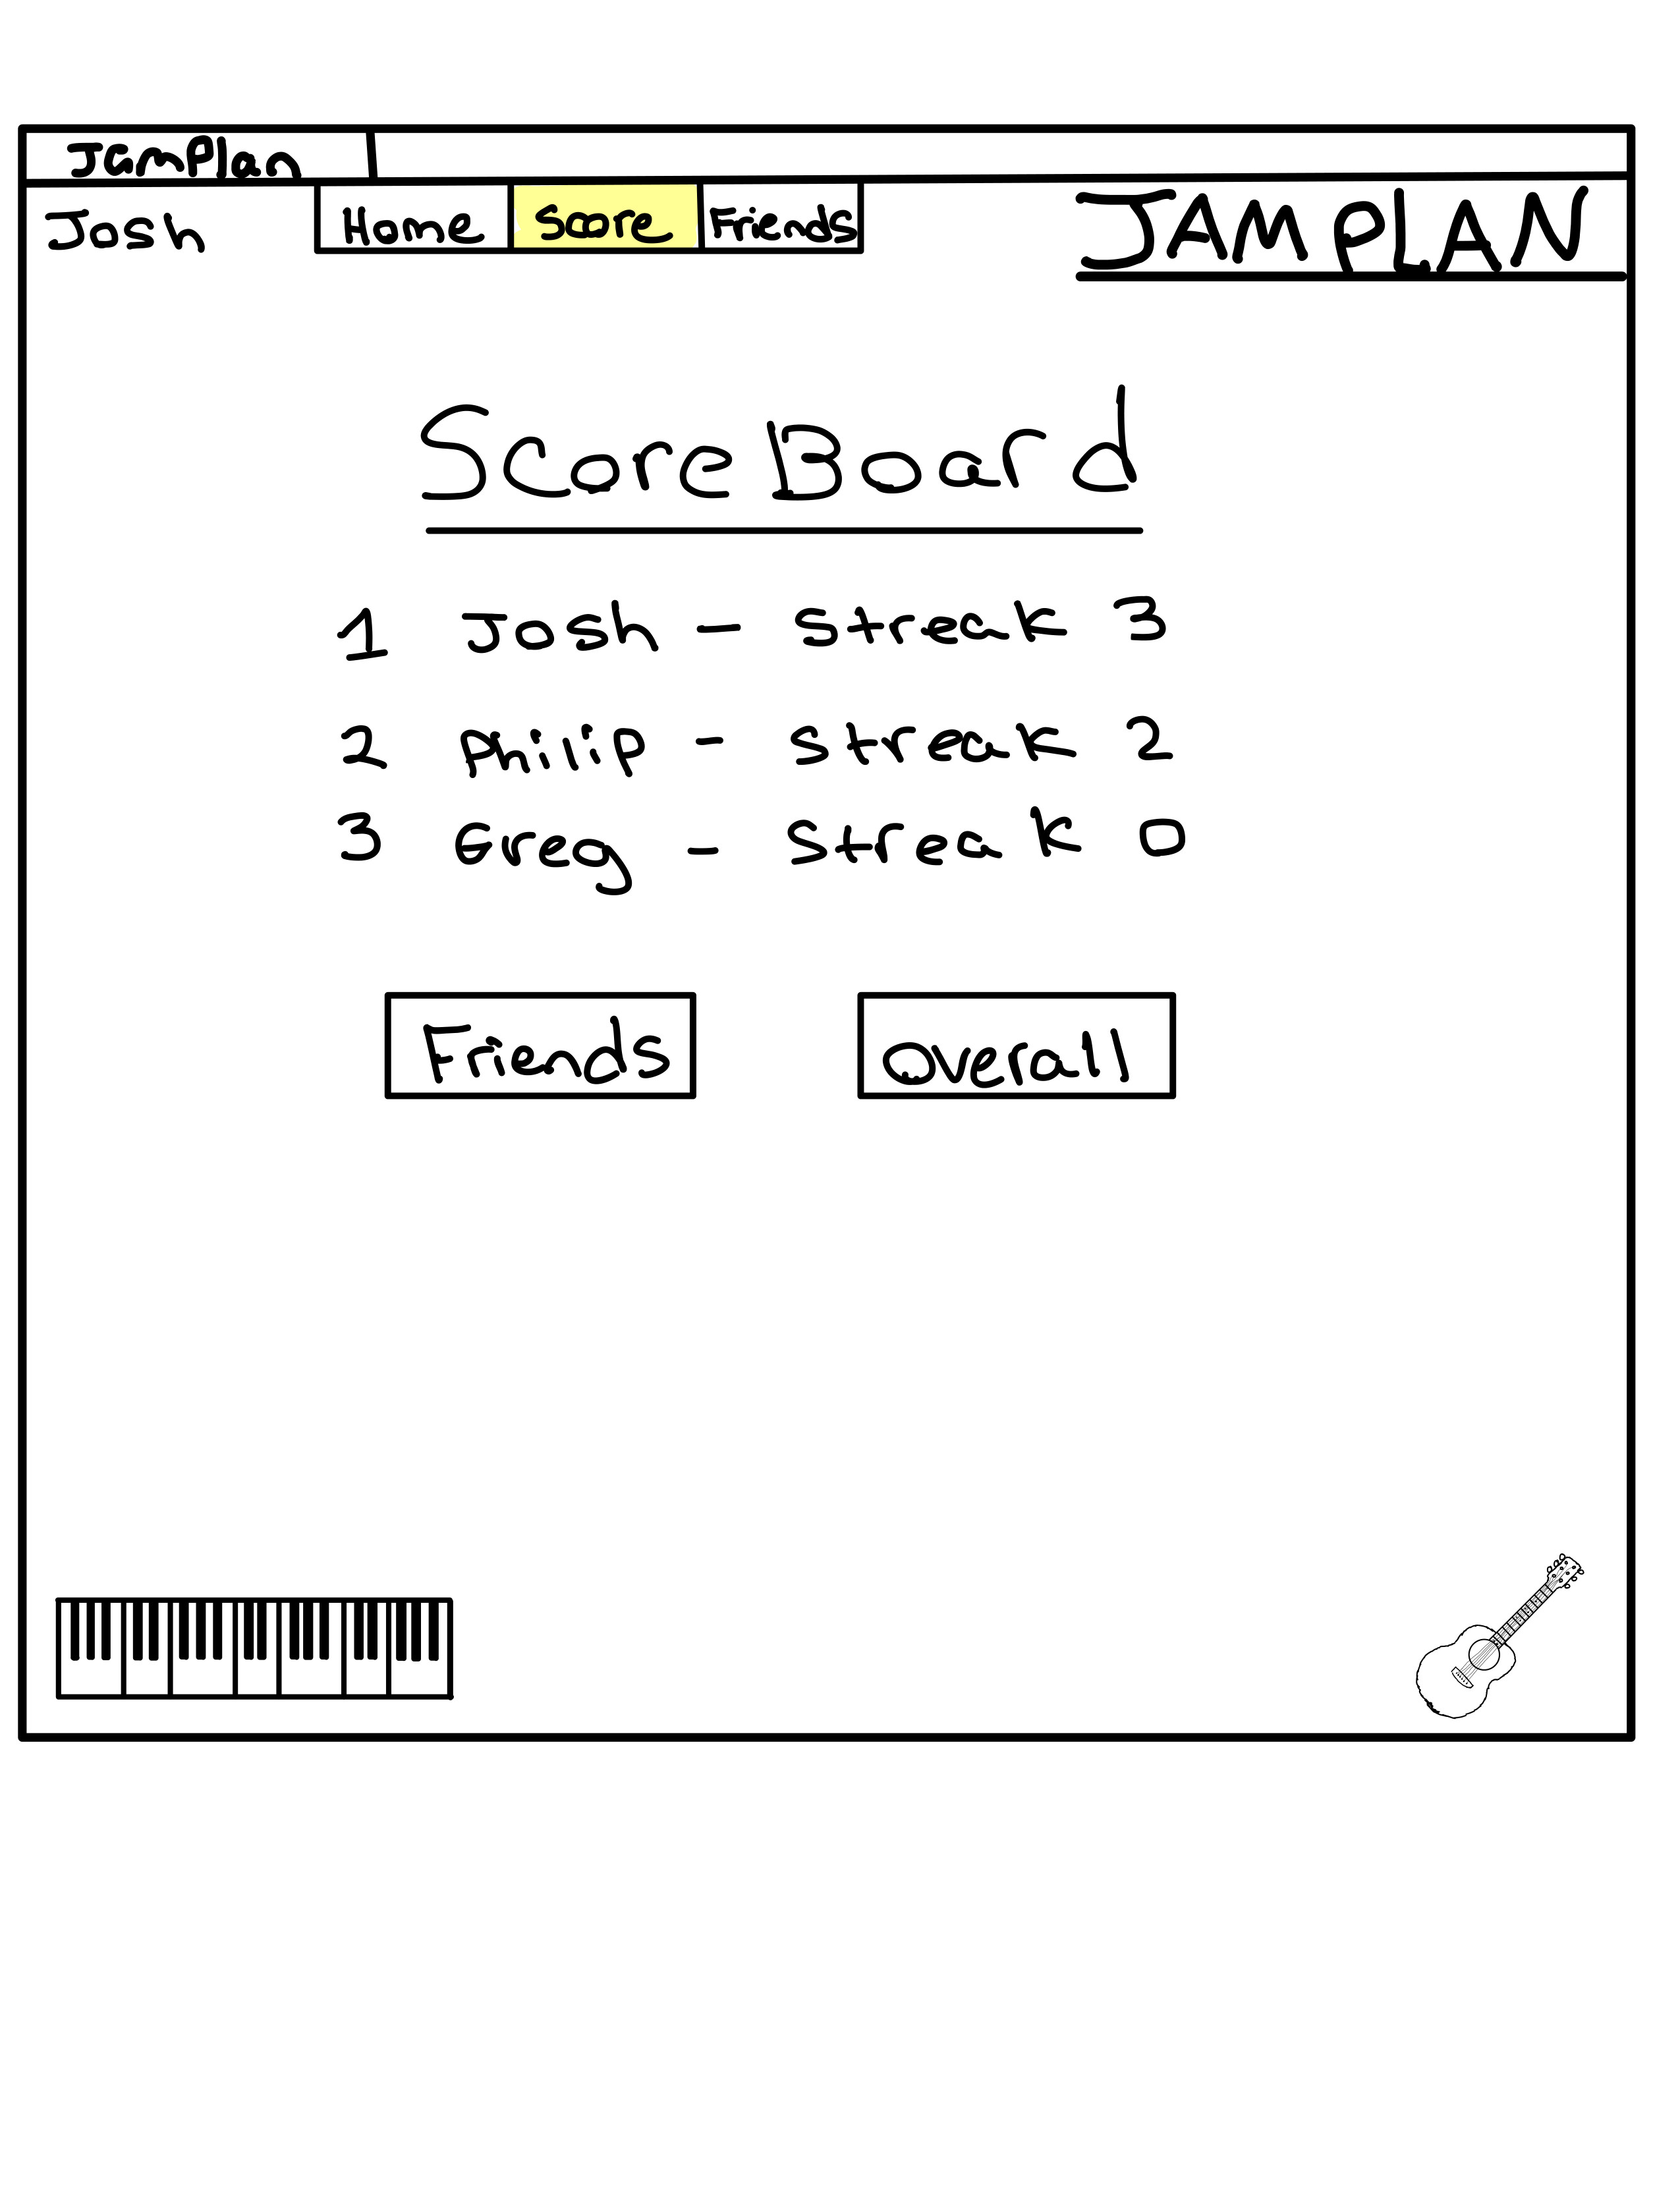 JamPlan
Josh Home Score Friends JAMPLAN
ScoreBoard
1 Josh - Streak 3
2 Philip - Streak 2
3 Greg - Streak 0
Friends Overall